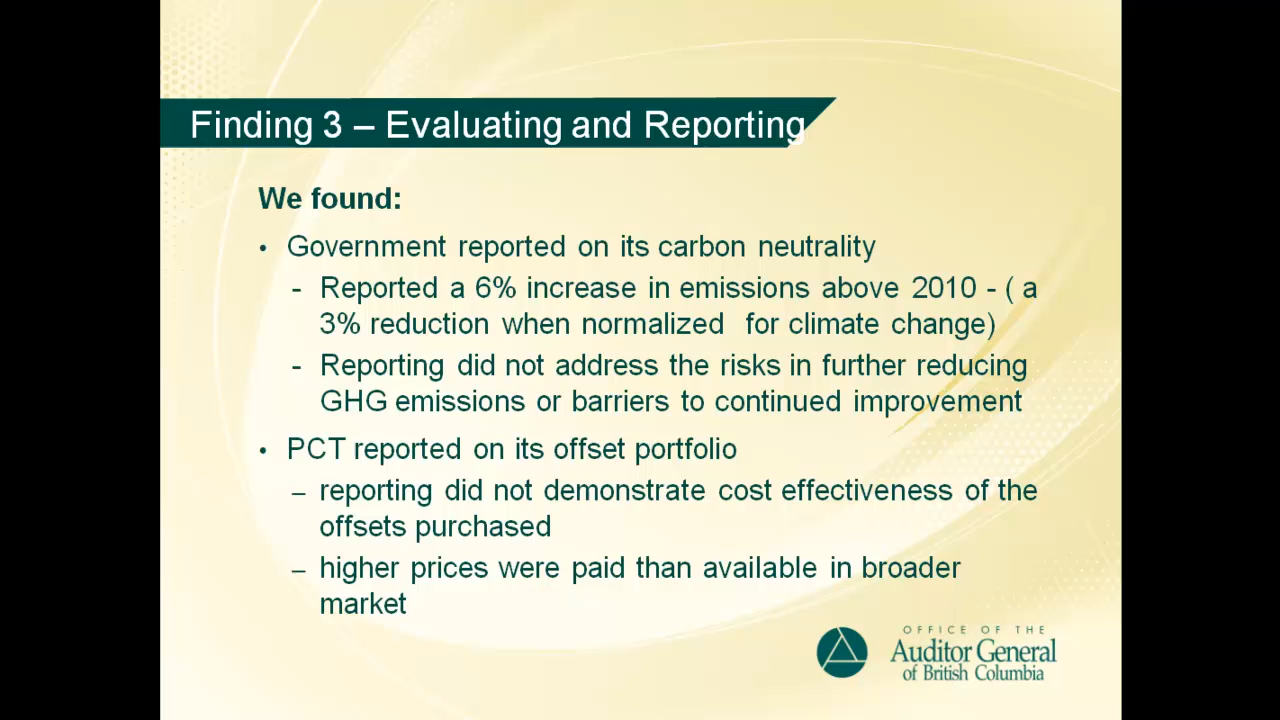 Finding 3 – Evaluating and Reporting
We found:
• Government reported on its carbon neutrality
- Reported a 6% increase in emissions above 2010 - ( a
3% reduction when normalized for climate change)
- Reporting did not address the risks in further reducing
GHG emissions or barriers to continued improvement
• PCT reported on its offset portfolio
– reporting did not demonstrate cost effectiveness of the
offsets purchased
– higher prices were paid than available in broader
market
OFFICE OF THE
Auditor General
of British Columbia